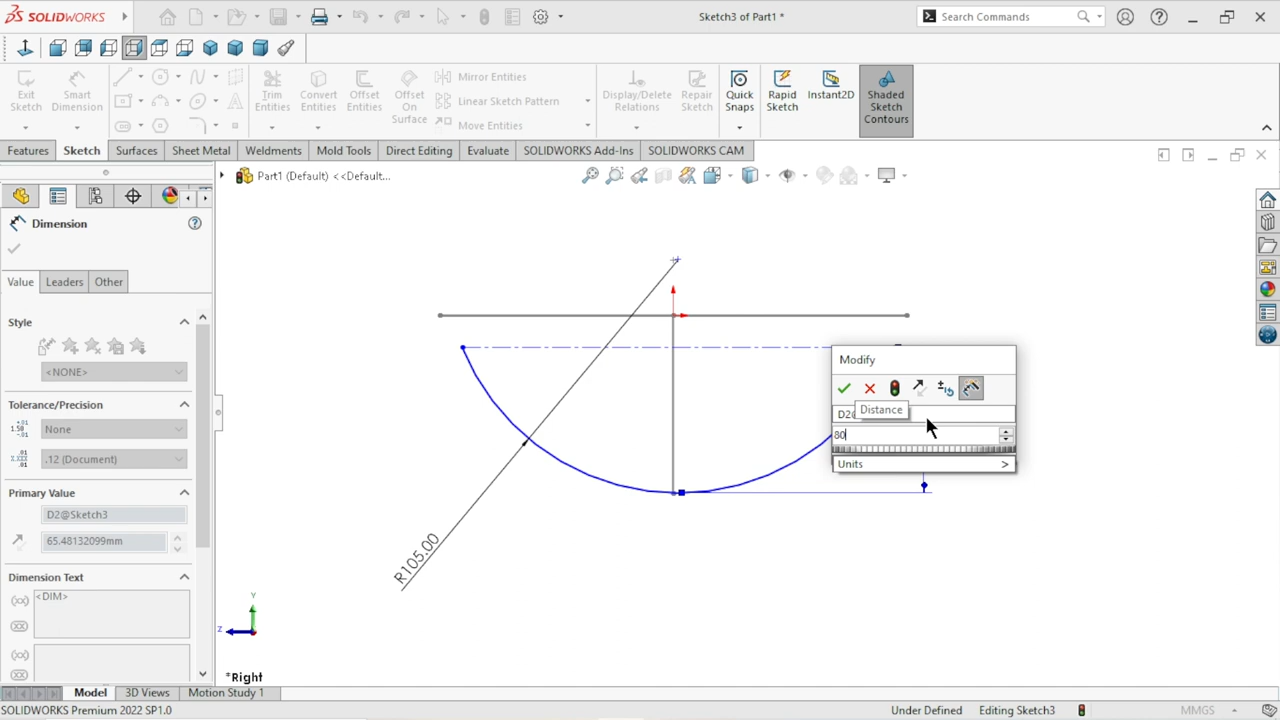 SOLIDWORKS
Sketch3 of Part1 *
Search Commands
Exit Sketch
Smart Dimension
Trim Entities
Convert Entities
Offset Entities
Offset On Surface
Mirror Entities
Linear Sketch Pattern
Move Entities
Display/Delete Relations
Repair Sketch
Quick Snaps
Rapid Sketch
Instant2D
Shaded Sketch Contours
Features
Sketch
Surfaces
Sheet Metal
Weldments
Mold Tools
Direct Editing
Evaluate
SOLIDWORKS Add-Ins
SOLIDWORKS CAM
Part1 (Default) <<Default...
Dimension
Value
Leaders
Other
Style
<NONE>
Tolerance/Precision
None
.12 (Document)
Primary Value
D2@Sketch3
65.48132099mm
Dimension Text
<DIM>
R105.00
Modify
Distance
80
Units
Y
Z
*Right
Model
3D Views
Motion Study 1
SOLIDWORKS Premium 2022 SP1.0
Under Defined
Editing Sketch3
MMGS